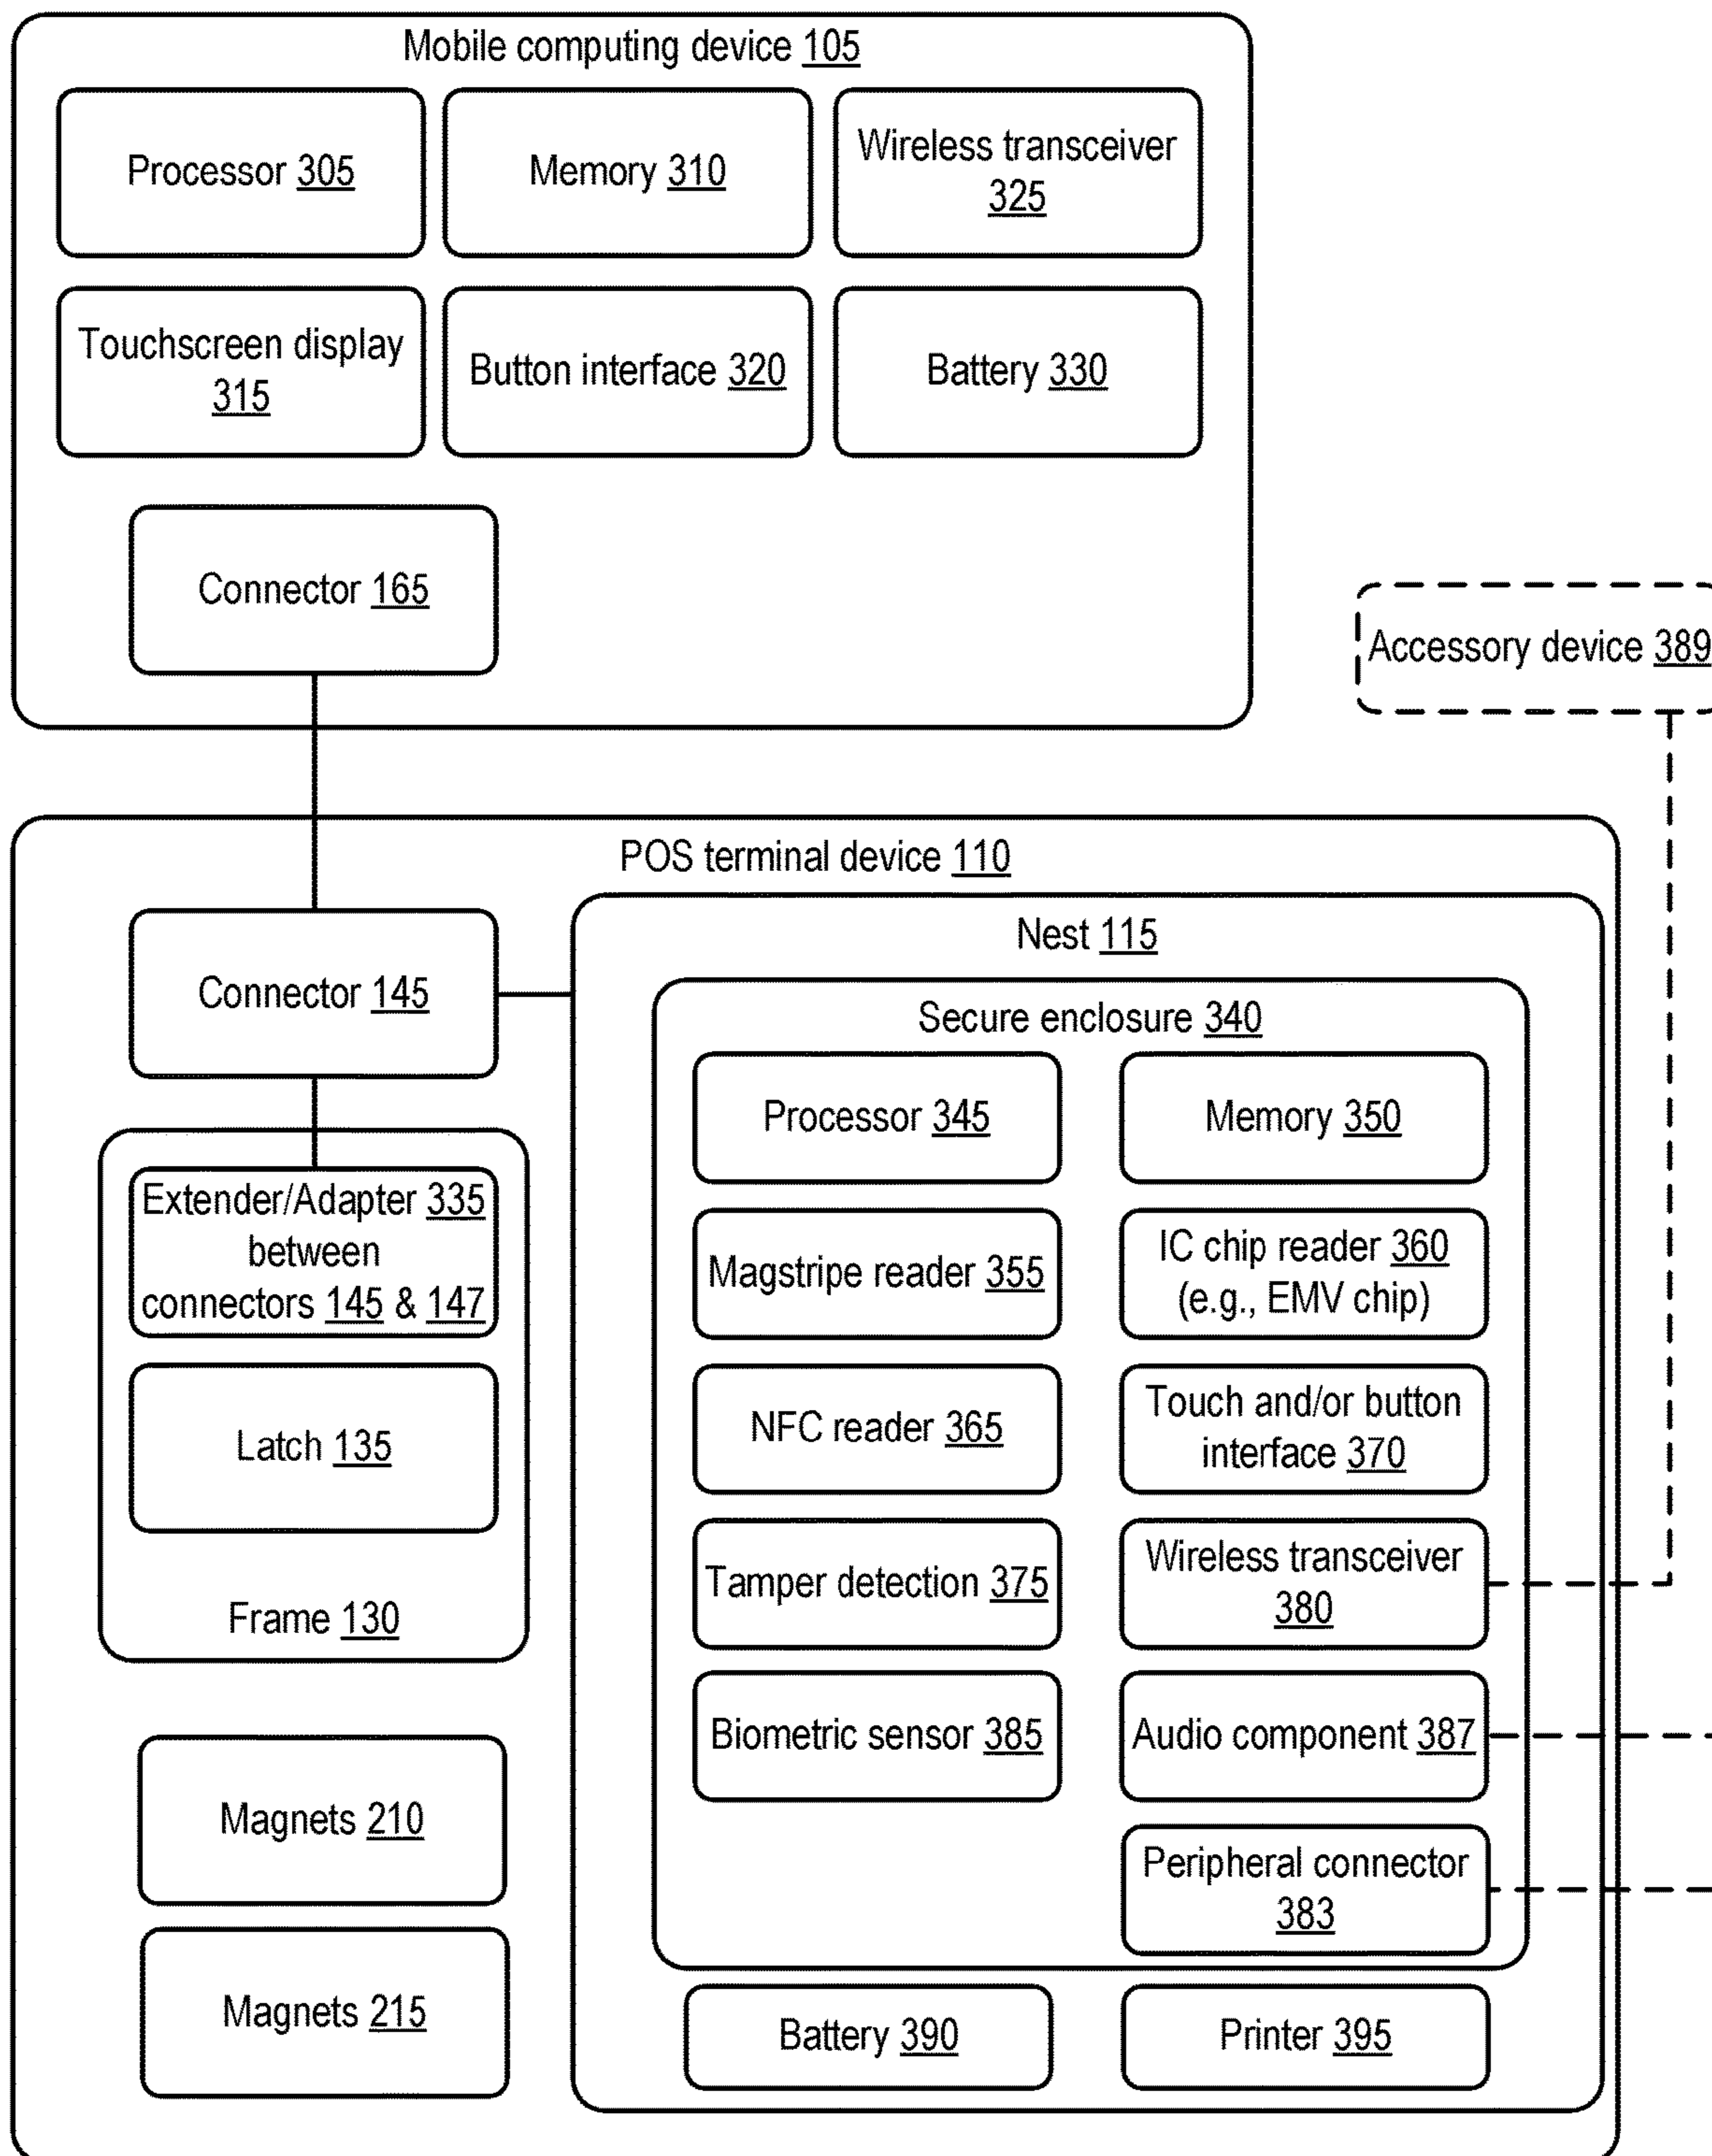 Mobile computing device 105
Processor 305
Memory 310
Wireless transceiver
325
Touchscreen display
315
Button interface 320
Battery 330
Connector 165
Accessory device 389
POS terminal device 110
Connector 145
Nest 115
Secure enclosure 340
Processor 345
Memory 350
Extender/Adapter 335
between
connectors 145 & 147
Magstripe reader 355
IC chip reader 360
(e.g., EMV chip)
Latch 135
NFC reader 365
Touch and/or button
interface 370
Frame 130
Tamper detection 375
Wireless transceiver
380
Biometric sensor 385
Audio component 387
Magnets 210
Peripheral connector
383
Magnets 215
Battery 390
Printer 395